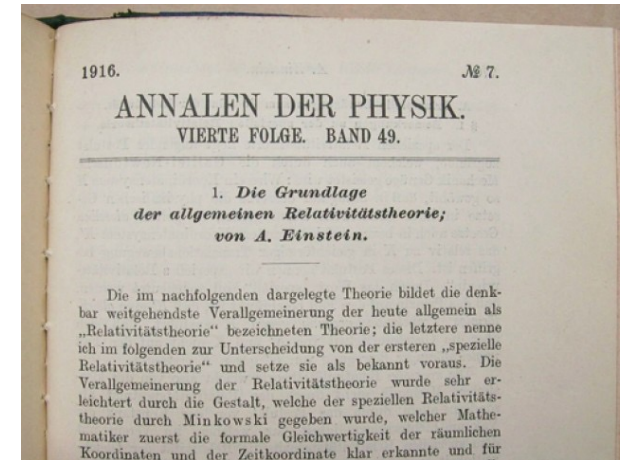 1916. № 7.
ANNALEN DER PHYSIK.
VIERTE FOLGE. BAND 49.
1. Die Grundlage
der allgemeinen Relativitätstheorie;
von A. Einstein.
Die im nachfolgenden dargelegte Theorie bildet die denk-
bar weitgehendste Verallgemeinerung der heute allgemein als
„Relativitätstheorie“ bezeichneten Theorie; die letztere nenne
ich im folgenden zur Unterscheidung von der ersteren „spezielle
Relativitätstheorie“ und setze sie als bekannt voraus. Die
Verallgemeinerung der Relativitätstheorie wurde sehr er-
leichtert durch die Gestalt, welche der speziellen Relativitäts-
theorie durch Minkowski gegeben wurde, welcher Mathe-
matiker zuerst die formale Gleichwertigkeit der räumlichen
Koordinaten und der Zeitkoordinate klar erkannte und für